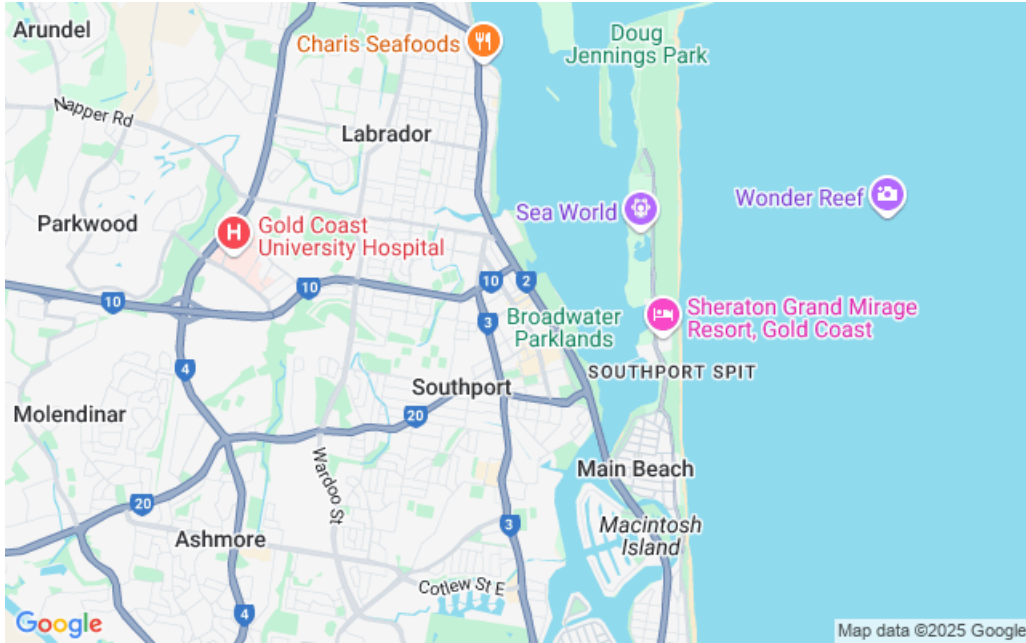 Arundel
Charis Seafoods
Doug
Jennings Park
Napper Rd
Labrador
Parkwood
Gold Coast
University Hospital
H
Sea World
Wonder Reef
10
10
10
2
3
Broadwater
Parklands
Sheraton Grand Mirage
Resort, Gold Coast
4
SOUTHPORT SPIT
Southport
Molendinar
20
Wardoo St
Main Beach
20
3
Macintosh
Island
Ashmore
Cotlew St E
4
Google
Map data ©2025 Google